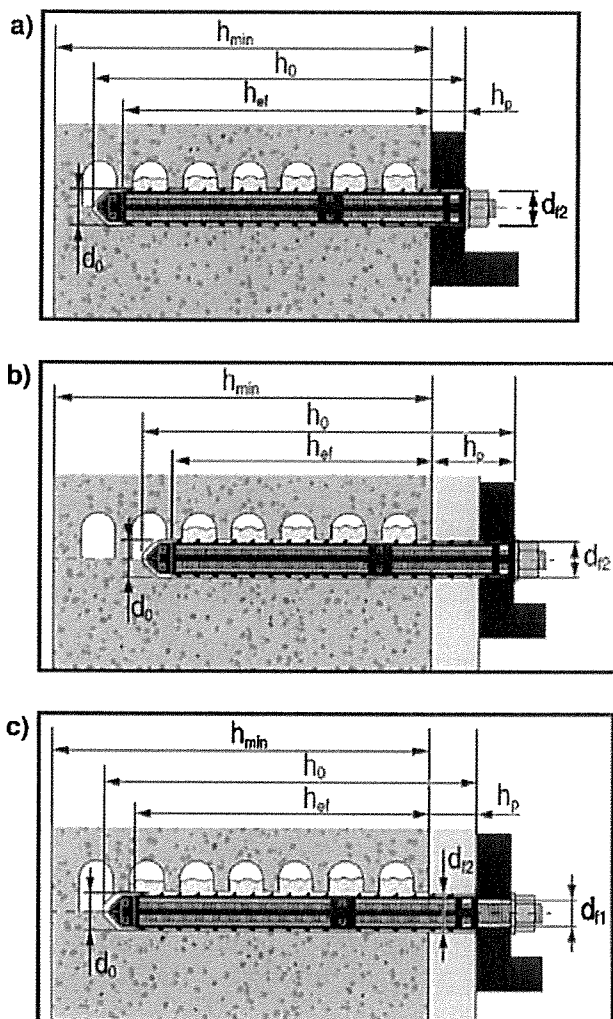 a)
h_min
h_0
h_ef h_p
d_0 d_f2
b)
h_min
h_0
h_ef h_p
d_0 d_f2
c)
h_min
h_0
h_ef h_p
d_f2
d_0 d_f1